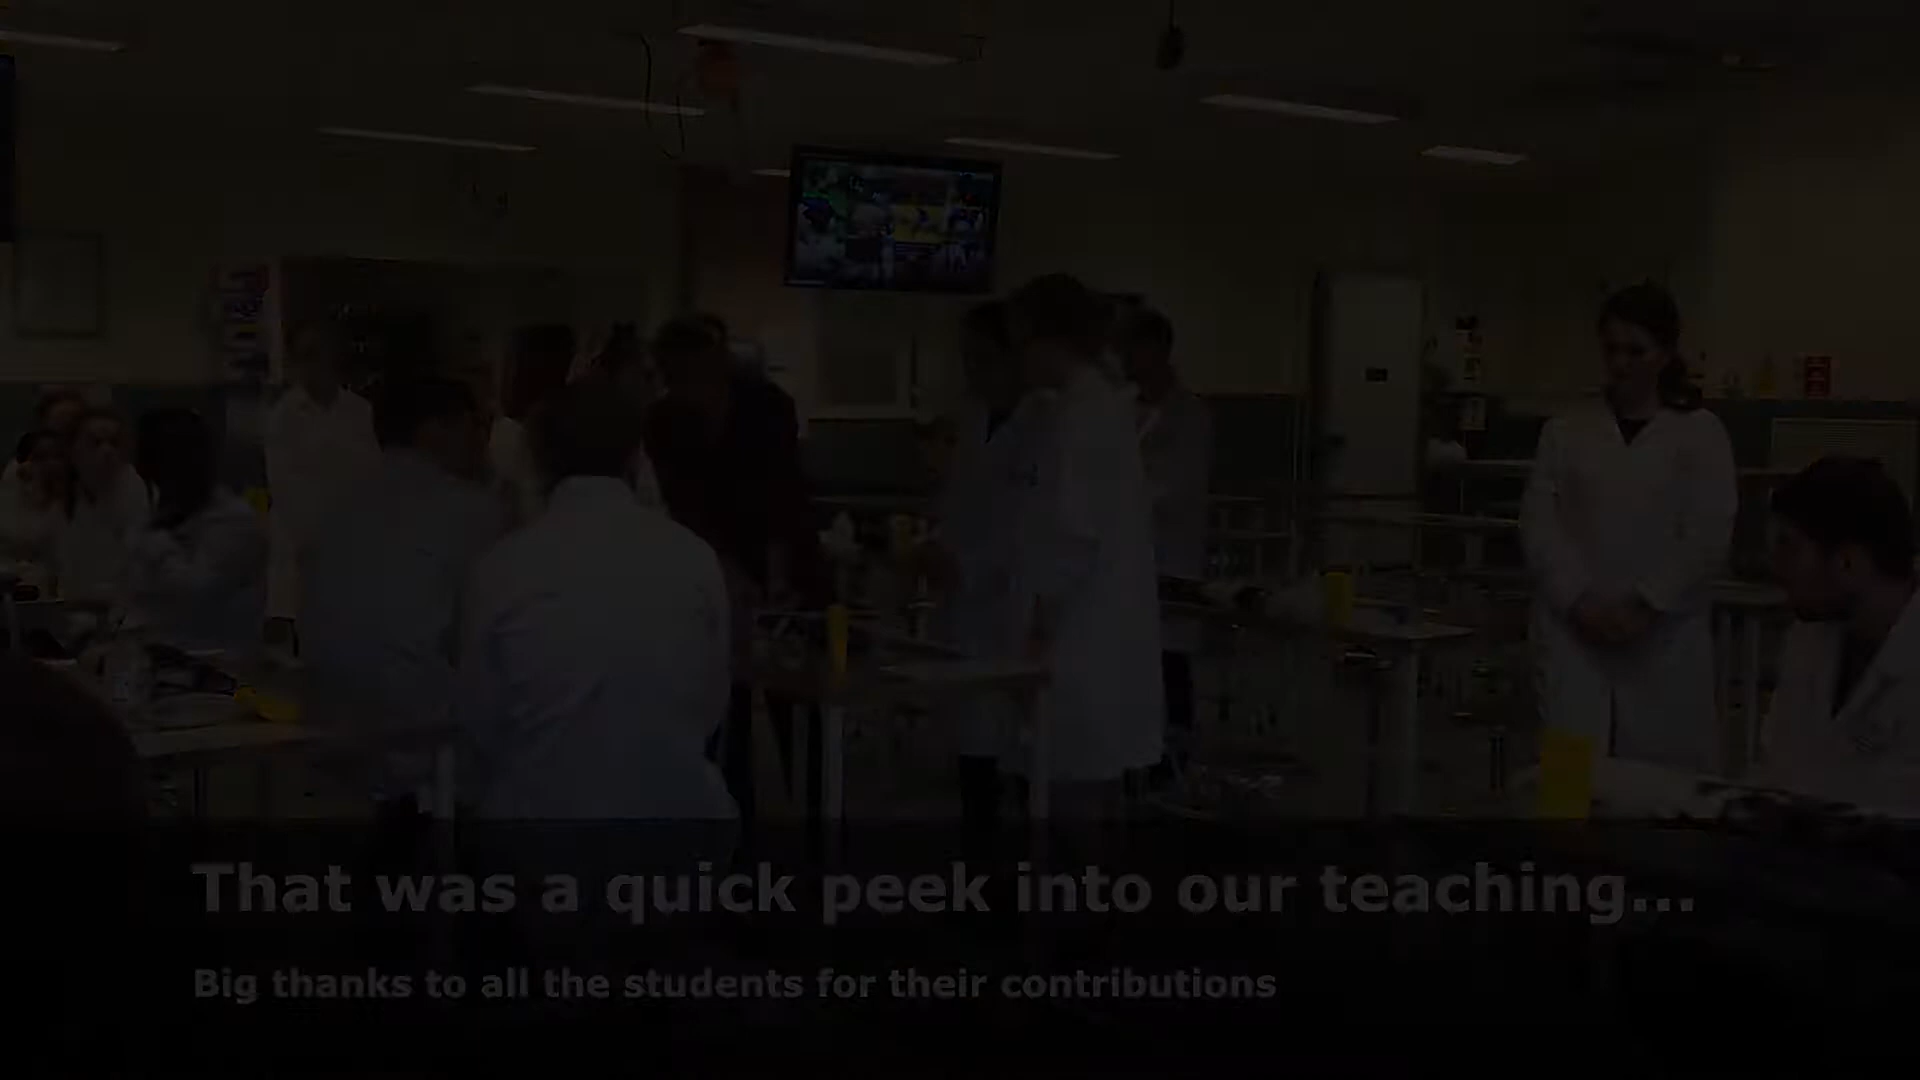 That was a quick peek into our teaching...
Big thanks to all the students for their contributions